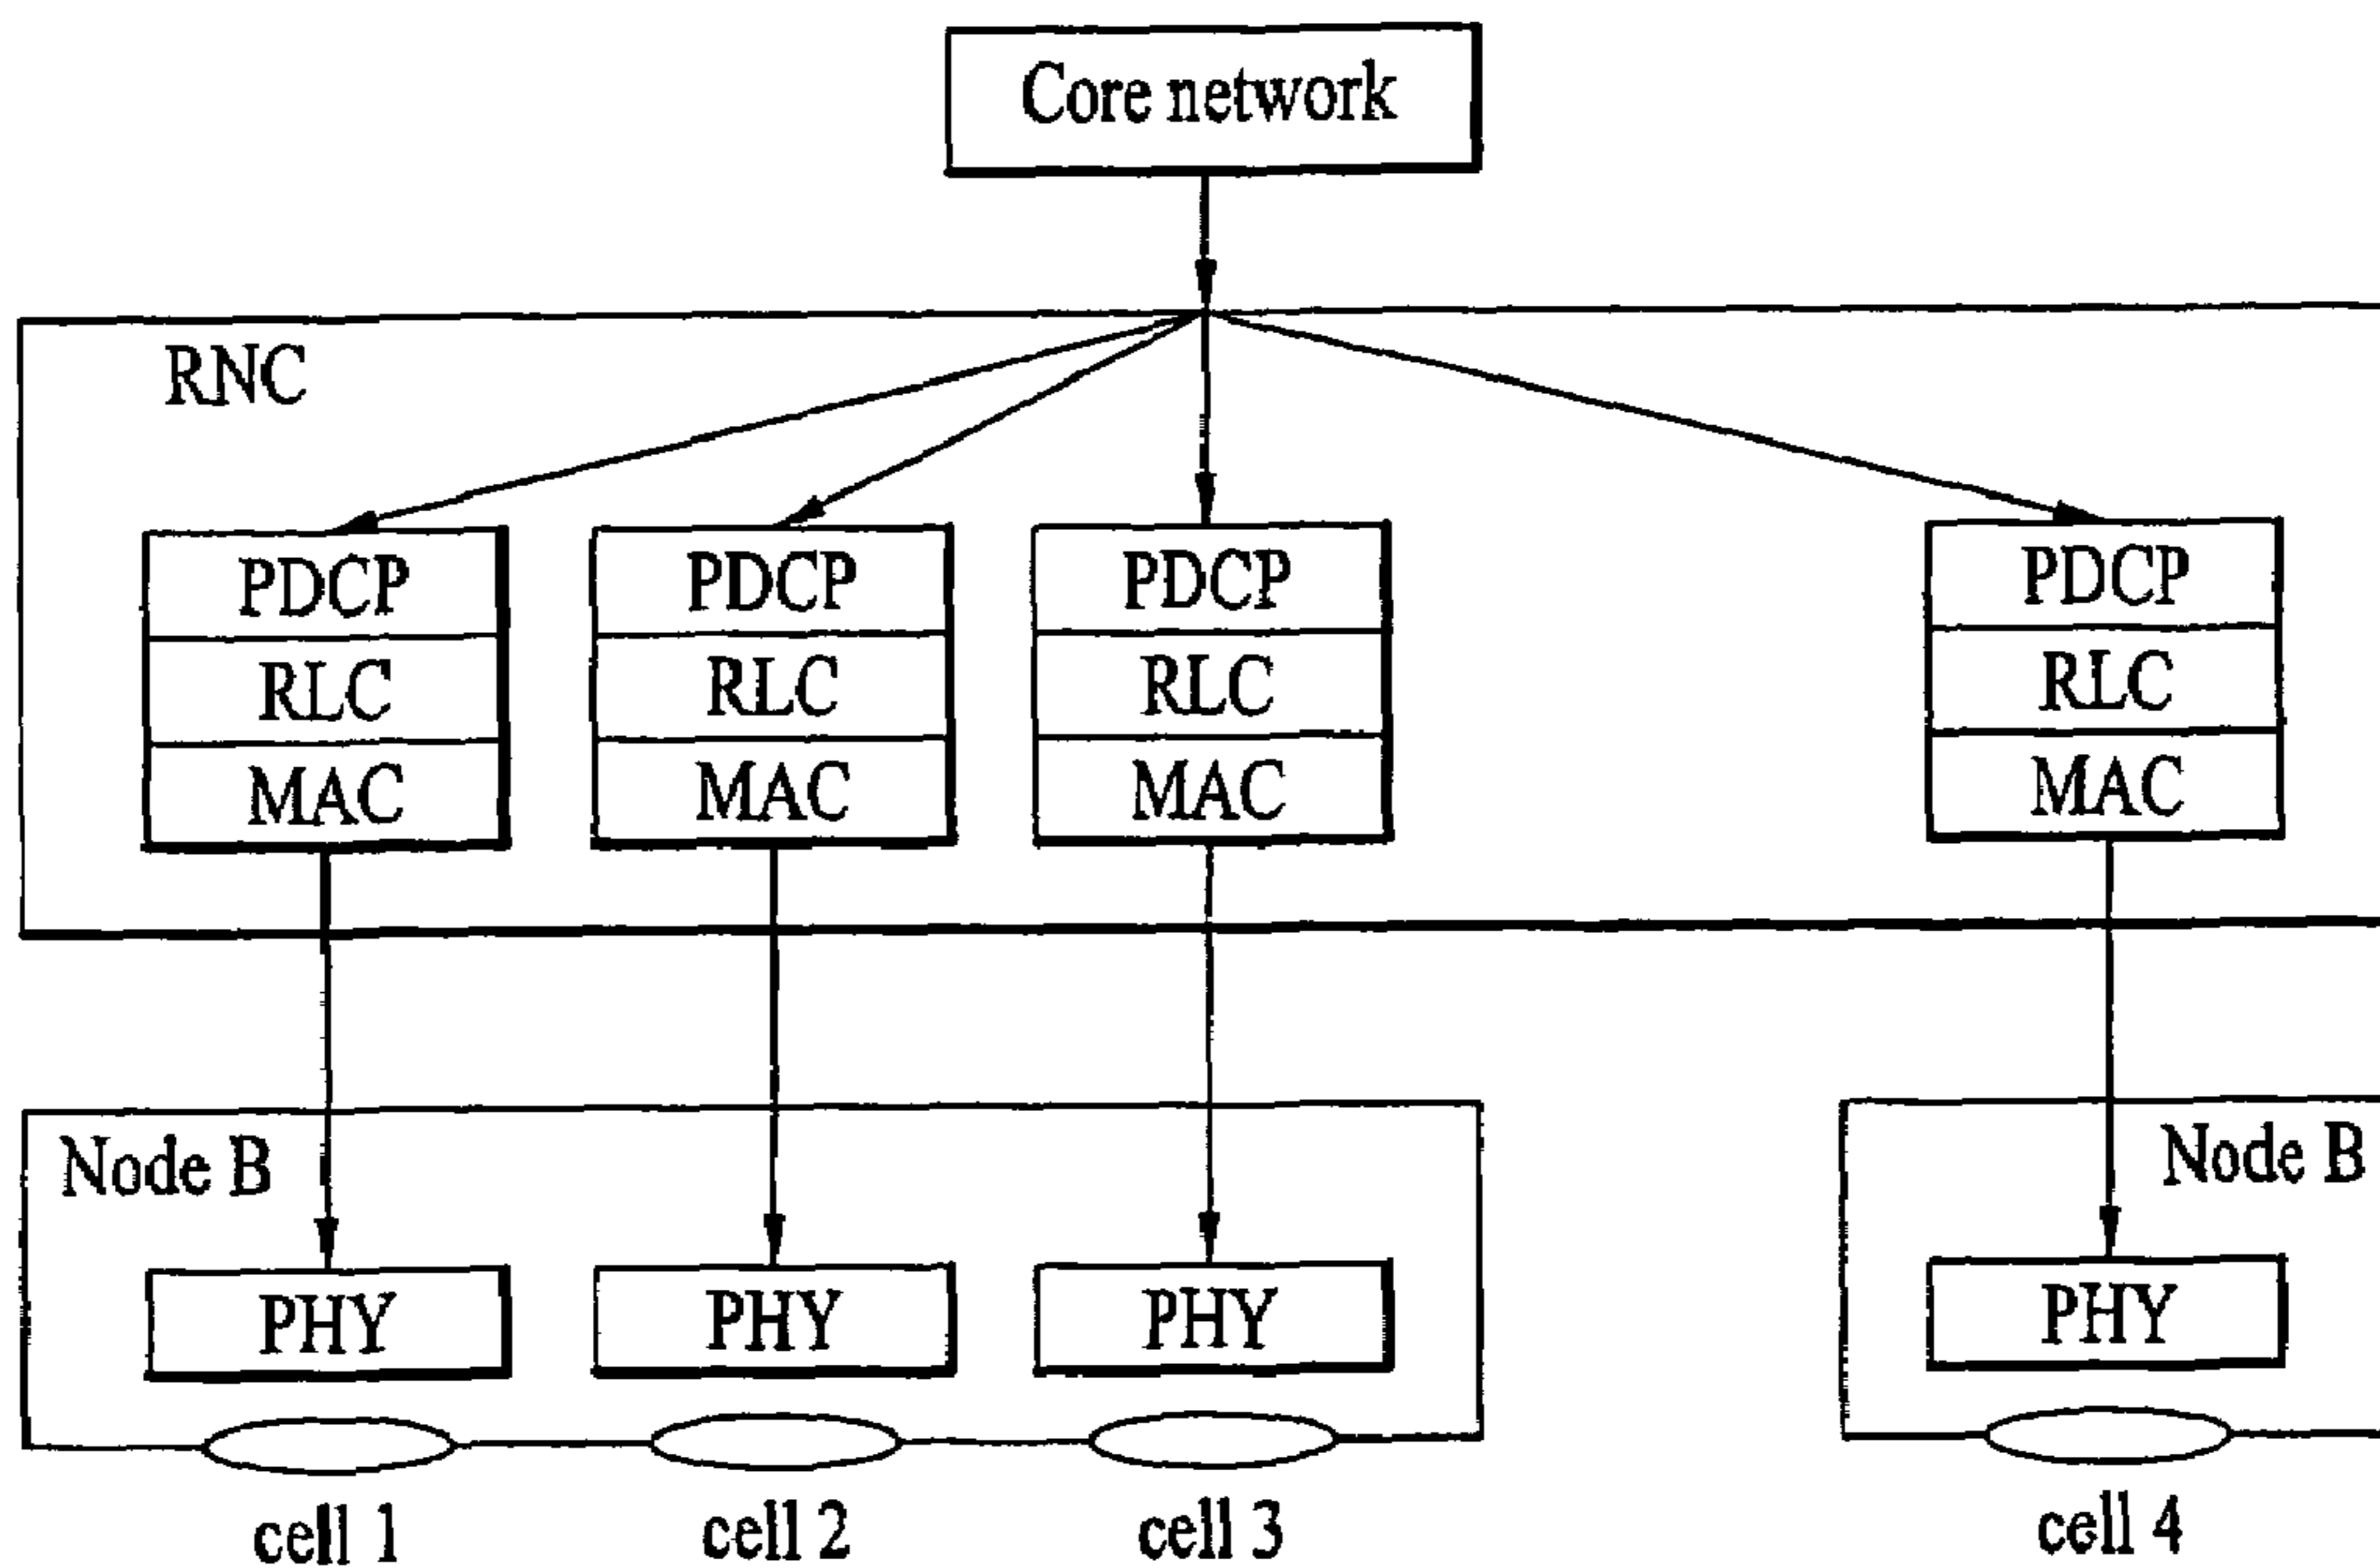 Core network
RNC
PDCP PDCP PDCP PDCP
RLC RLC RLC RLC
MAC MAC MAC MAC
Node B Node B
PHY PHY PHY PHY
cell 1 cell 2 cell 3 cell 4